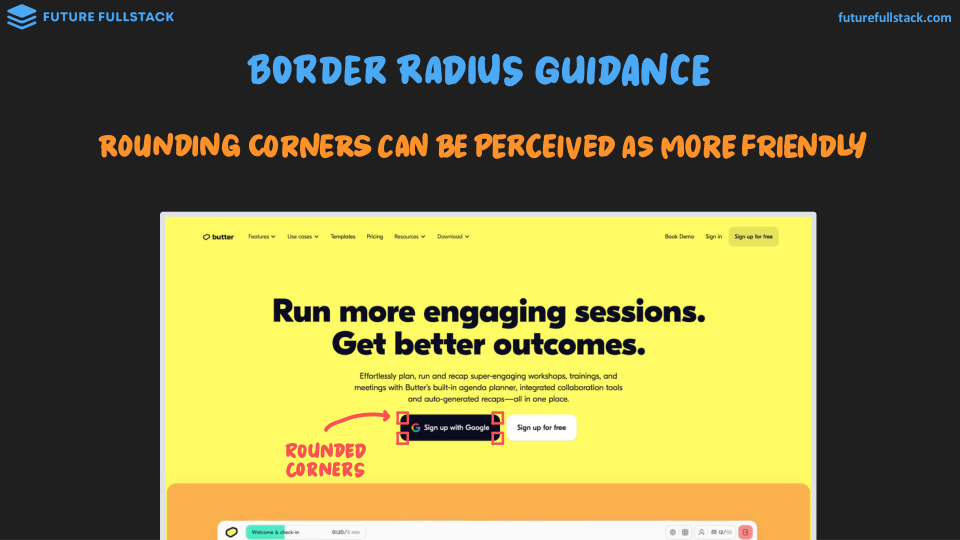 FUTURE FULLSTACK
futurefullstack.com
BORDER RADIUS GUIDANCE
ROUNDING CORNERS CAN BE PERCEIVED AS MORE FRIENDLY
butter Features Use cases Templates Pricing Resources Download Book Demo Sign in Sign up for free
Run more engaging sessions.
Get better outcomes.
Effortlessly plan, run and recap super-engaging workshops, trainings, and
meetings with Butter's built-in agenda planner, integrated collaboration tools
and auto-generated recaps—all in one place.
Sign up with Google Sign up for free
ROUNDED
CORNERS
Welcome & check-in 01:20/5 min 12/50